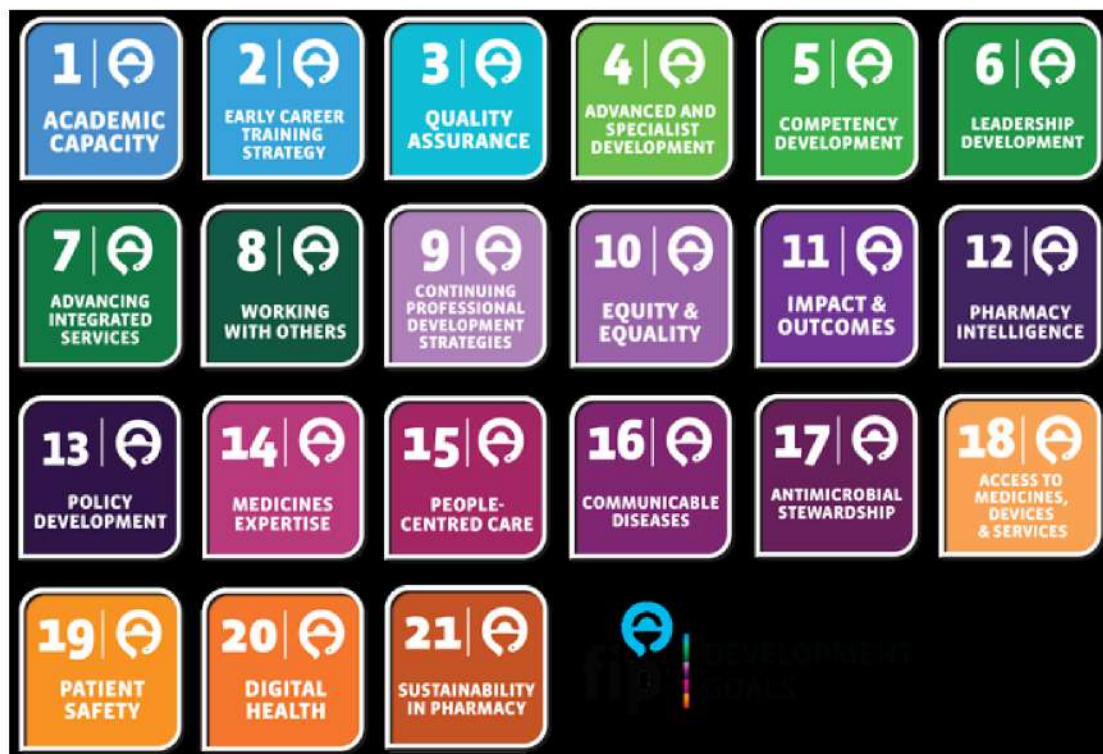 1
ACADEMIC
CAPACITY
2
EARLY CAREER
TRAINING
STRATEGY
3
QUALITY
ASSURANCE
4
ADVANCED AND
SPECIALIST
DEVELOPMENT
5
COMPETENCY
DEVELOPMENT
6
LEADERSHIP
DEVELOPMENT
7
ADVANCING
INTEGRATED
SERVICES
8
WORKING
WITH OTHERS
9
CONTINUING
PROFESSIONAL
DEVELOPMENT
STRATEGIES
10
EQUITY &
EQUALITY
11
IMPACT &
OUTCOMES
12
PHARMACY
INTELLIGENCE
13
POLICY
DEVELOPMENT
14
MEDICINES
EXPERTISE
15
PEOPLE-
CENTRED CARE
16
COMMUNICABLE
DISEASES
17
ANTIMICROBIAL
STEWARDSHIP
18
ACCESS TO
MEDICINES,
DEVICES
& SERVICES
19
PATIENT
SAFETY
20
DIGITAL
HEALTH
21
SUSTAINABILITY
IN PHARMACY
fip
DEVELOPMENT
GOALS